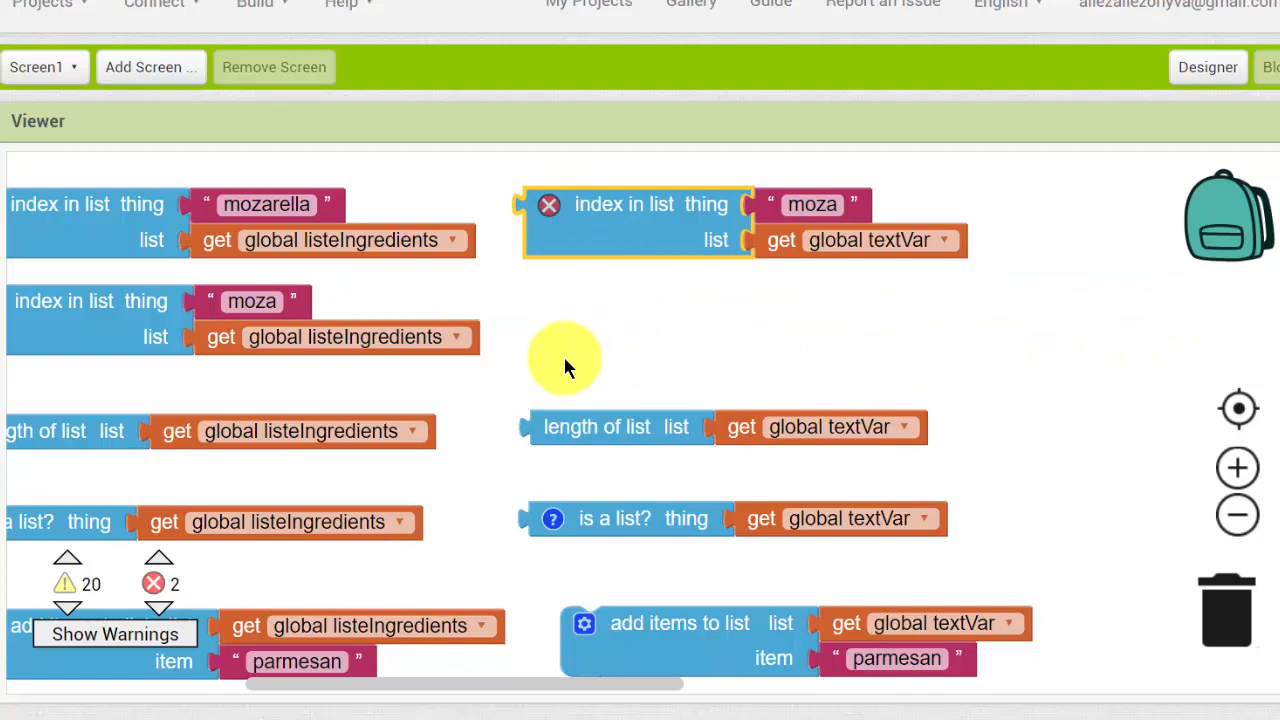 Projects Connect Build Help My Projects Gallery Guide Report an Issue English
Screen1 Add Screen ... Remove Screen Designer
Viewer
index in list thing “ mozarella ” index in list thing “ moza ”
list get global listeIngredients list get global textVar
index in list thing “ moza ”
list get global listeIngredients
gth of list list get global listeIngredients length of list list get global textVar
a list? thing get global listeIngredients ? is a list? thing get global textVar
20 2
add get global listeIngredients add items to list list get global textVar
Show Warnings
item “ parmesan ” item “ parmesan ”